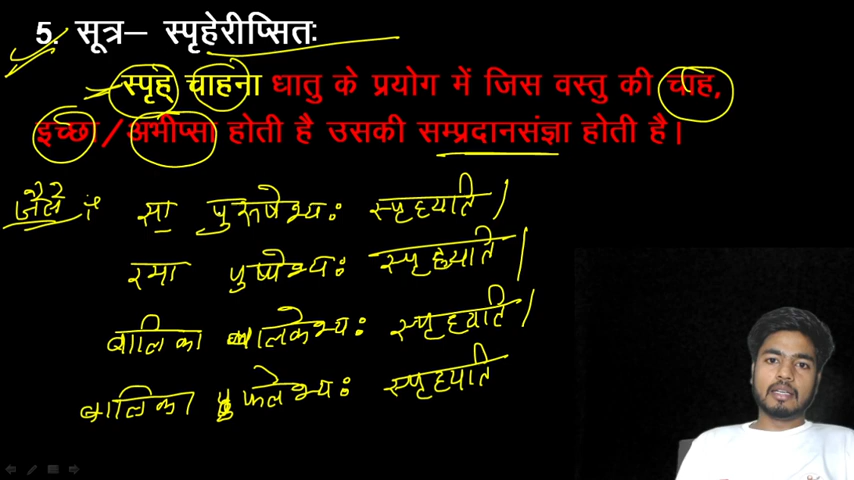 5. सूत्र– स्पृहेरीप्सितः
स्पृह चाहना धातु के प्रयोग में जिस वस्तु की चाह,
इच्छा/अभीप्सा होती है उसकी सम्प्रदानसंज्ञा होती है।
जैसे :- सा पुरुषेभ्यः स्पृहयति।
रमा पुष्पेभ्यः स्पृहयति।
बालिका बालकेभ्यः स्पृहयति।
बालिका फलेभ्यः स्पृहयति